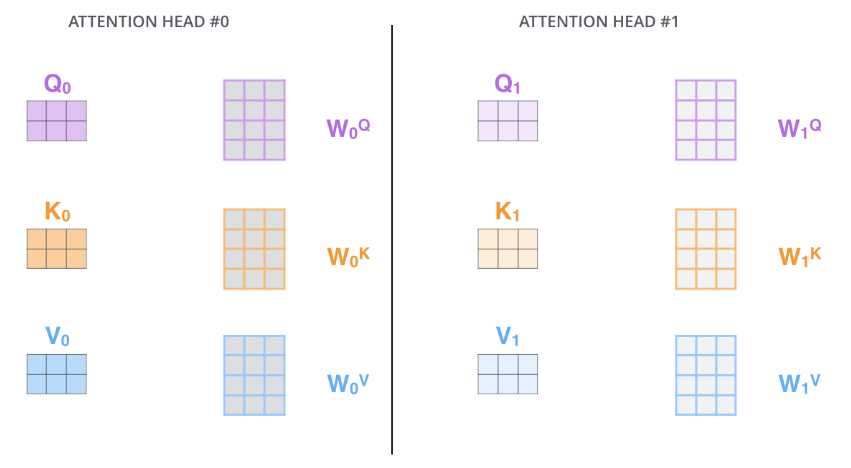 ATTENTION HEAD #0
Q₀
W₀Q
K₀
W₀K
V₀
W₀V
ATTENTION HEAD #1
Q₁
W₁Q
K₁
W₁K
V₁
W₁V